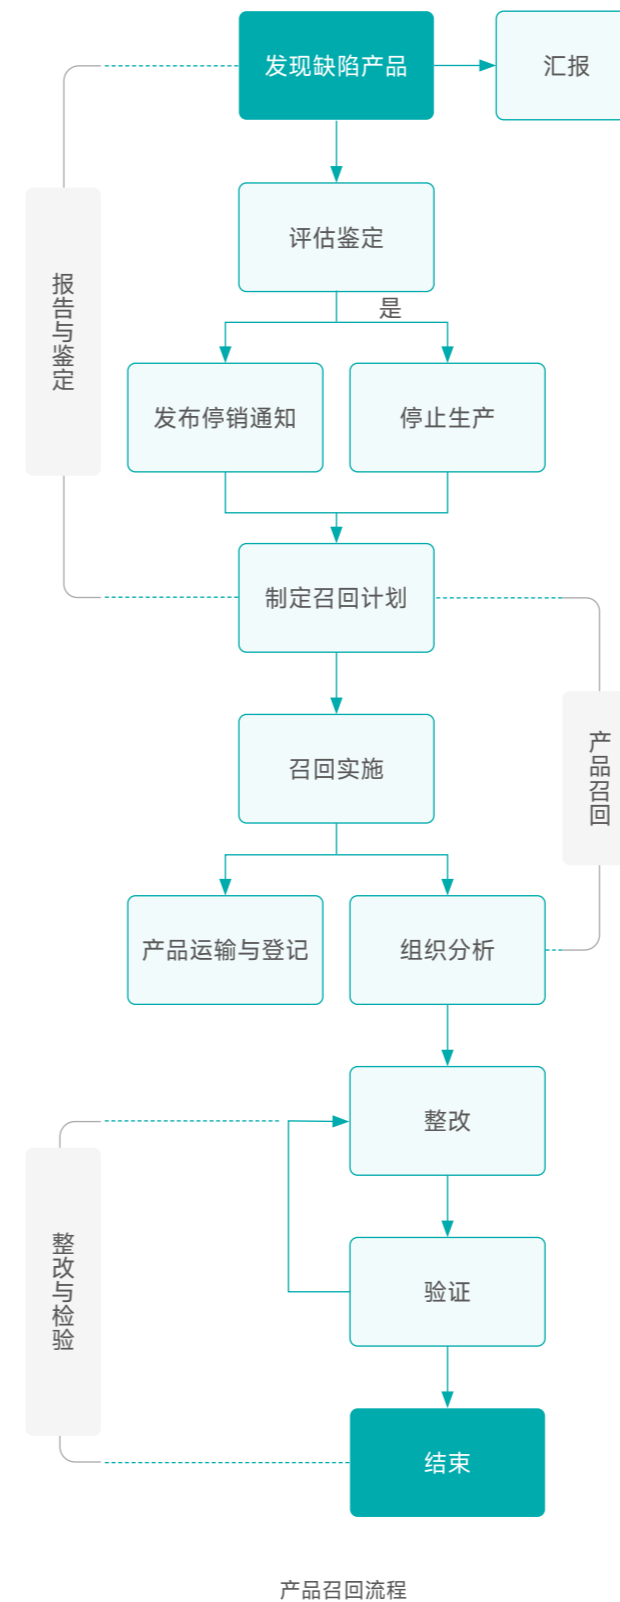 发现缺陷产品
汇报
评估鉴定
是
报告与鉴定
发布停销通知
停止生产
制定召回计划
召回实施
产品召回
产品运输与登记
组织分析
整改
整改与检验
验证
结束
产品召回流程